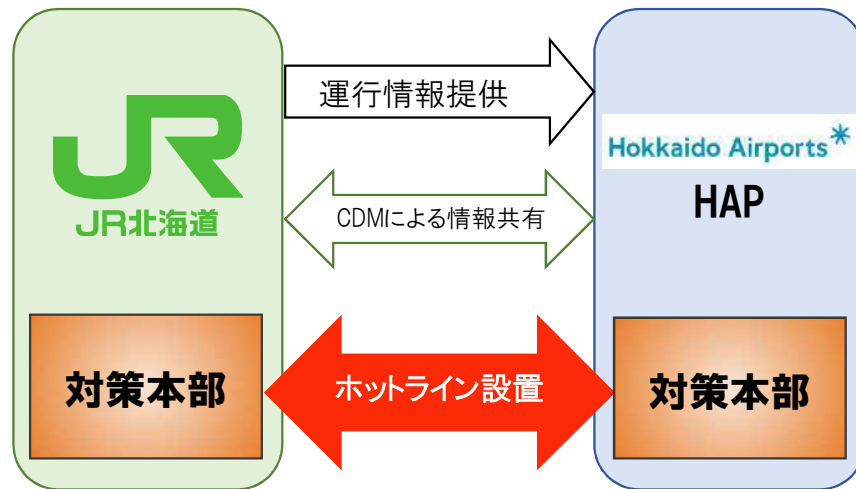 運行情報提供
JR
JR北海道
Hokkaido Airports
HAP
CDMによる情報共有
対策本部
ホットライン設置
対策本部